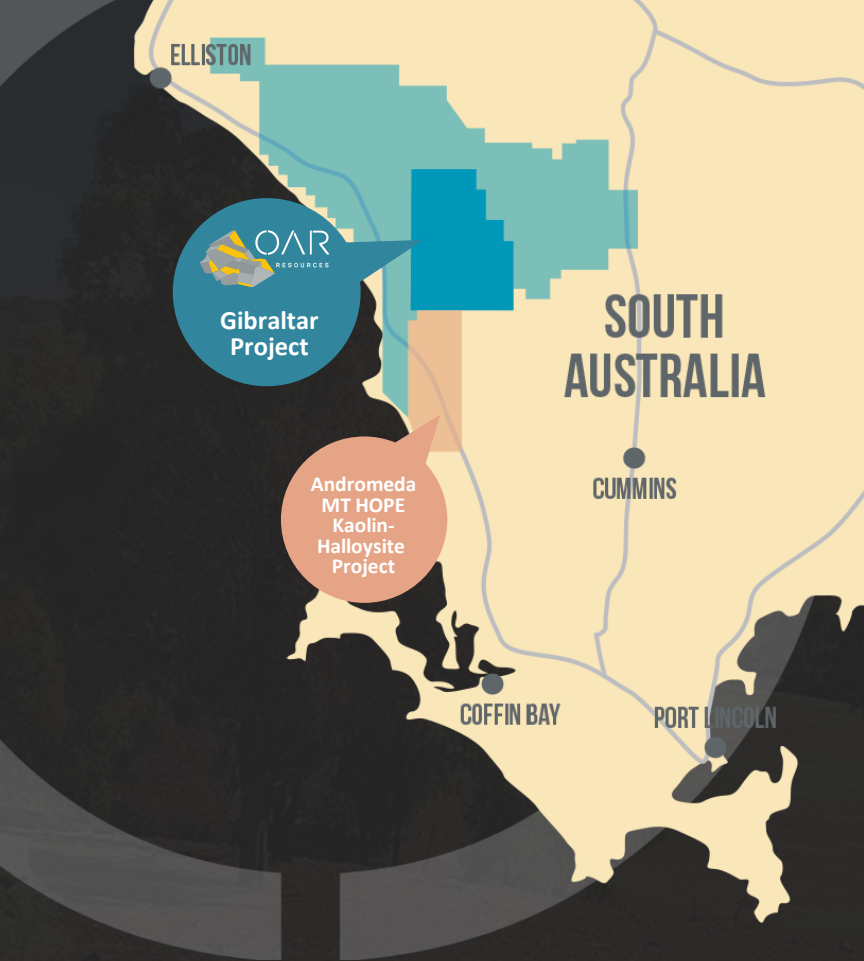 ELLISTON
OAR
RESOURCES
Gibraltar
Project
SOUTH
AUSTRALIA
Andromeda
MT HOPE
Kaolin-
Halloysite
Project
CUMMINS
COFFIN BAY
PORT LINCOLN